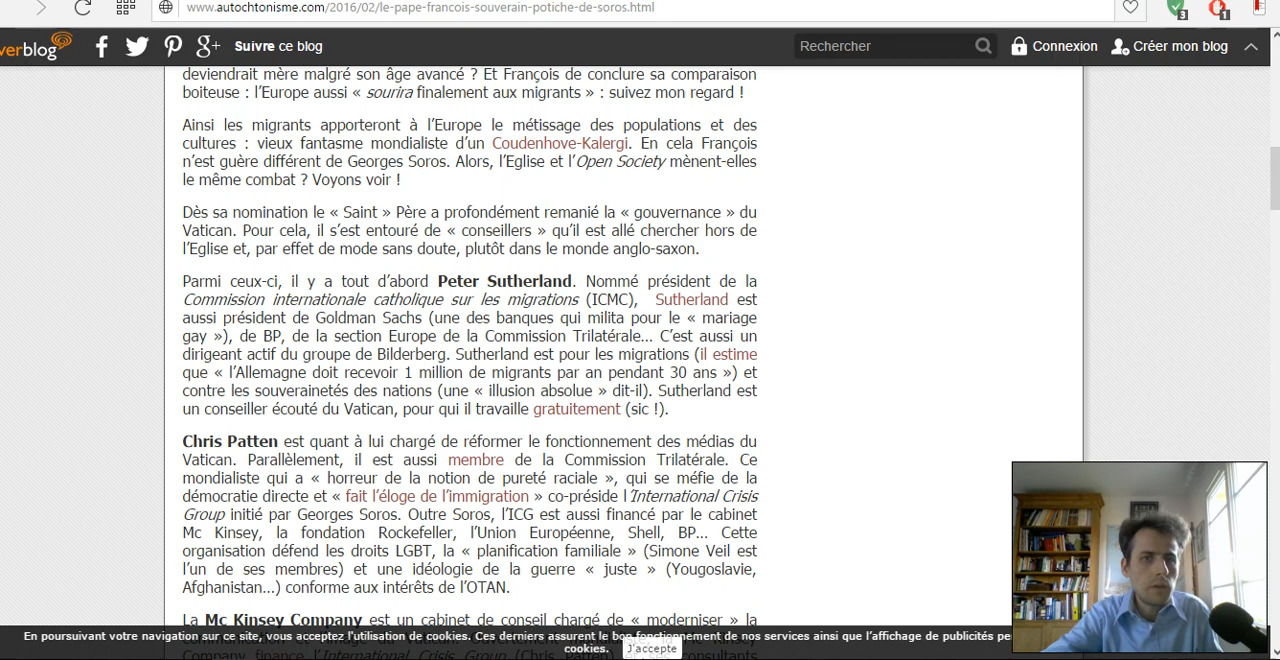 www.autochtonisme.com/2016/02/le-pape-francois-souverain-potiche-de-soros.html
3
1
verblog
Suivre ce blog
Rechercher
Connexion
Créer mon blog
deviendrait mère malgré son âge avancé ? Et François de conclure sa comparaison
boiteuse : l'Europe aussi « sourira finalement aux migrants » : suivez mon regard !
Ainsi les migrants apporteront à l'Europe le métissage des populations et des
cultures : vieux fantasme mondialiste d'un Coudenhove-Kalergi. En cela François
n'est guère différent de Georges Soros. Alors, l'Eglise et l'Open Society mènent-elles
le même combat ? Voyons voir !
Dès sa nomination le « Saint » Père a profondément remanié la « gouvernance » du
Vatican. Pour cela, il s'est entouré de « conseillers » qu'il est allé chercher hors de
l'Eglise et, par effet de mode sans doute, plutôt dans le monde anglo-saxon.
Parmi ceux-ci, il y a tout d'abord Peter Sutherland. Nommé président de la
Commission internationale catholique sur les migrations (ICMC), Sutherland est
aussi président de Goldman Sachs (une des banques qui milita pour le « mariage
gay »), de BP, de la section Europe de la Commission Trilatérale... C'est aussi un
dirigeant actif du groupe de Bilderberg. Sutherland est pour les migrations (il estime
que « l'Allemagne doit recevoir 1 million de migrants par an pendant 30 ans ») et
contre les souverainetés des nations (une « illusion absolue » dit-il). Sutherland est
un conseiller écouté du Vatican, pour qui il travaille gratuitement (sic !).
Chris Patten est quant à lui chargé de réformer le fonctionnement des médias du
Vatican. Parallèlement, il est aussi membre de la Commission Trilatérale. Ce
mondialiste qui a « horreur de la notion de pureté raciale », qui se méfie de la
démocratie directe et « fait l'éloge de l'immigration » co-préside l'International Crisis
Group initié par Georges Soros. Outre Soros, l'ICG est aussi financé par le cabinet
Mc Kinsey, la fondation Rockefeller, l'Union Européenne, Shell, BP... Cette
organisation défend les droits LGBT, la « planification familiale » (Simone Veil est
l'un de ses membres) et une idéologie de la guerre « juste » (Yougoslavie,
Afghanistan...) conforme aux intérêts de l'OTAN.
La Mc Kinsey Company est un cabinet de conseil chargé de « moderniser » la
En poursuivant votre navigation sur ce site, vous acceptez l'utilisation de cookies. Ces derniers assurent le bon fonctionnement de nos services ainsi que l'affichage de publicités pe
cookies. J'accepte
Company finance l'International Crisis Group (Chris Patten) consultants